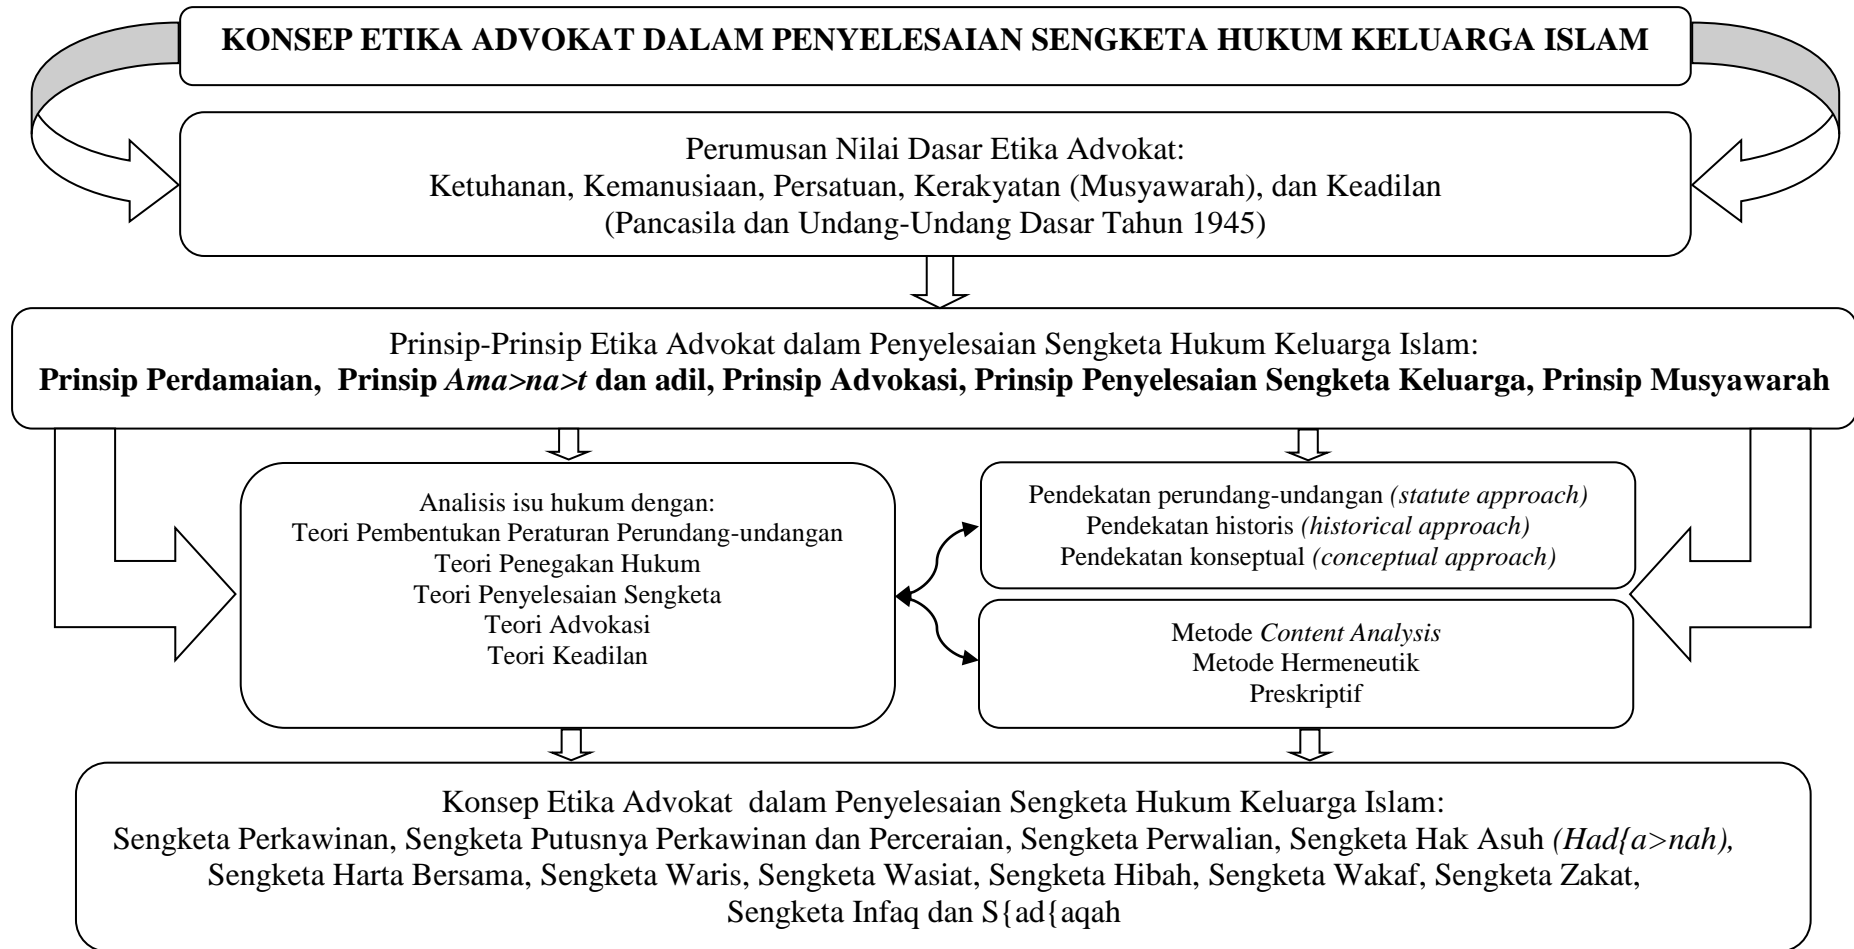 KONSEP ETIKA ADVOKAT DALAM PENYELESAIAN SENGKETA HUKUM KELUARGA ISLAM
Perumusan Nilai Dasar Etika Advokat:
Ketuhanan, Kemanusiaan, Persatuan, Kerakyatan (Musyawarah), dan Keadilan
(Pancasila dan Undang-Undang Dasar Tahun 1945)
Prinsip-Prinsip Etika Advokat dalam Penyelesaian Sengketa Hukum Keluarga Islam:
Prinsip Perdamaian, Prinsip Ama>na>t dan adil, Prinsip Advokasi, Prinsip Penyelesaian Sengketa Keluarga, Prinsip Musyawarah
Analisis isu hukum dengan:
Teori Pembentukan Peraturan Perundang-undangan
Teori Penegakan Hukum
Teori Penyelesaian Sengketa
Teori Advokasi
Teori Keadilan
Pendekatan perundang-undangan (statute approach)
Pendekatan historis (historical approach)
Pendekatan konseptual (conceptual approach)
Metode Content Analysis
Metode Hermeneutik
Preskriptif
Konsep Etika Advokat dalam Penyelesaian Sengketa Hukum Keluarga Islam:
Sengketa Perkawinan, Sengketa Putusnya Perkawinan dan Perceraian, Sengketa Perwalian, Sengketa Hak Asuh (Had{a>nah),
Sengketa Harta Bersama, Sengketa Waris, Sengketa Wasiat, Sengketa Hibah, Sengketa Wakaf, Sengketa Zakat,
Sengketa Infaq dan S{ad{aqah